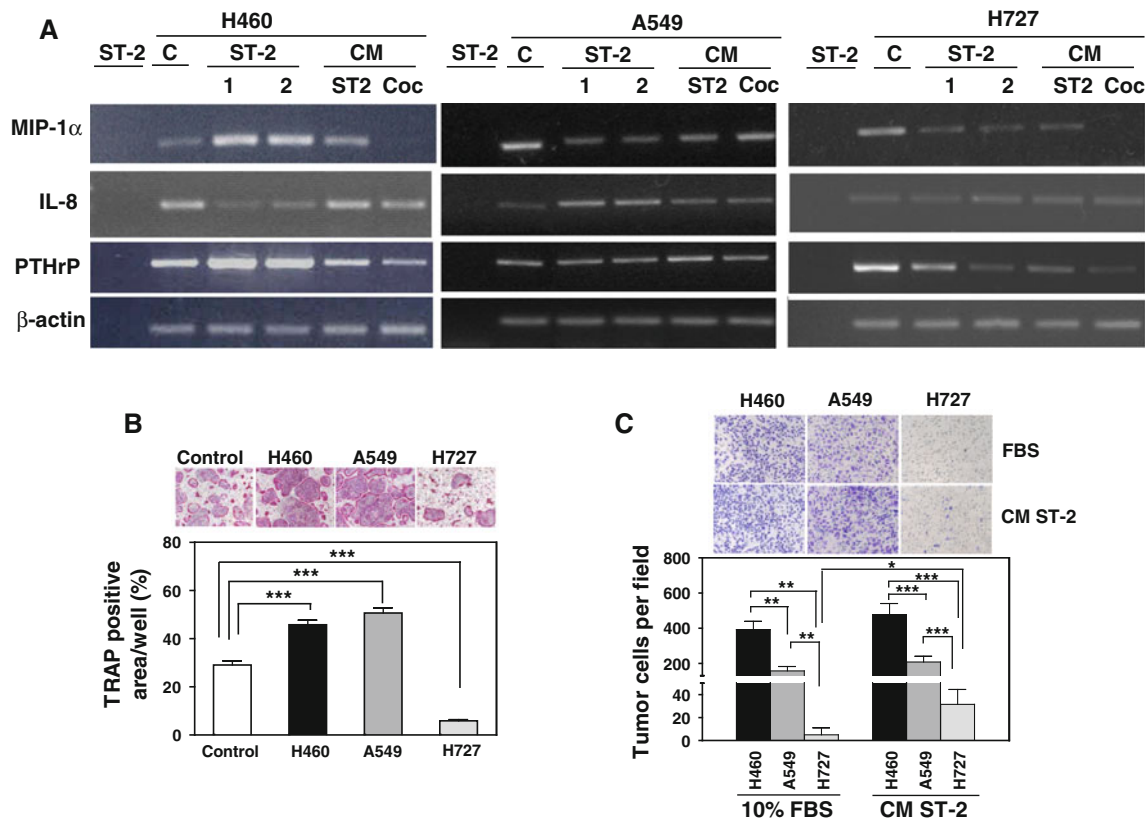 A
H460
A549
H727
ST-2 C ST-2 CM
ST-2 C ST-2 CM
ST-2 C ST-2 CM
1 2 ST2 Coc
1 2 ST2 Coc
1 2 ST2 Coc
MIP-1α
IL-8
PTHrP
β-actin
B
Control H460 A549 H727
80
60
40
20
0
TRAP positive
area/well (%)
***
***
***
Control H460 A549 H727
C
H460 A549 H727
FBS
CM ST-2
800
600
400
200
40
20
0
Tumor cells per field
*
** ***
** ***
** ***
H460 A549 H727 H460 A549 H727
10% FBS CM ST-2